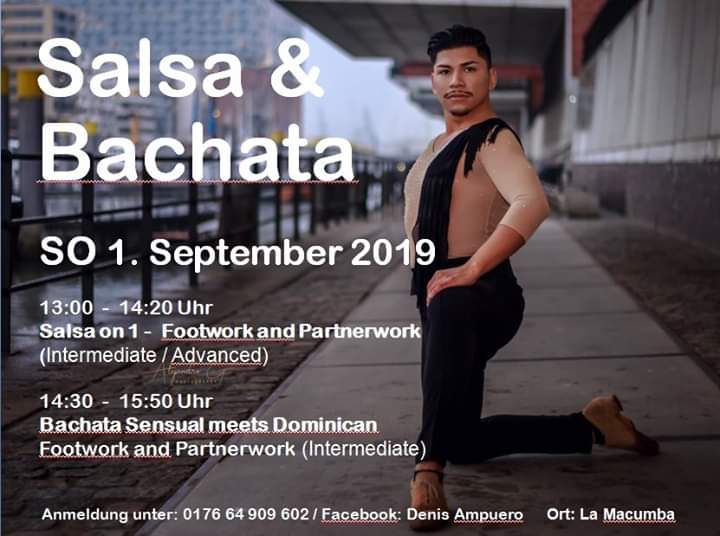 Salsa &
Bachata
SO 1. September 2019
13:00 - 14:20 Uhr
Salsa on 1 - Footwork and Partnerwork
(Intermediate / Advanced)
14:30 - 15:50 Uhr
Bachata Sensual meets Dominican
Footwork and Partnerwork (Intermediate)
Anmeldung unter: 0176 64 909 602 / Facebook: Denis Ampuero Ort: La Macumba